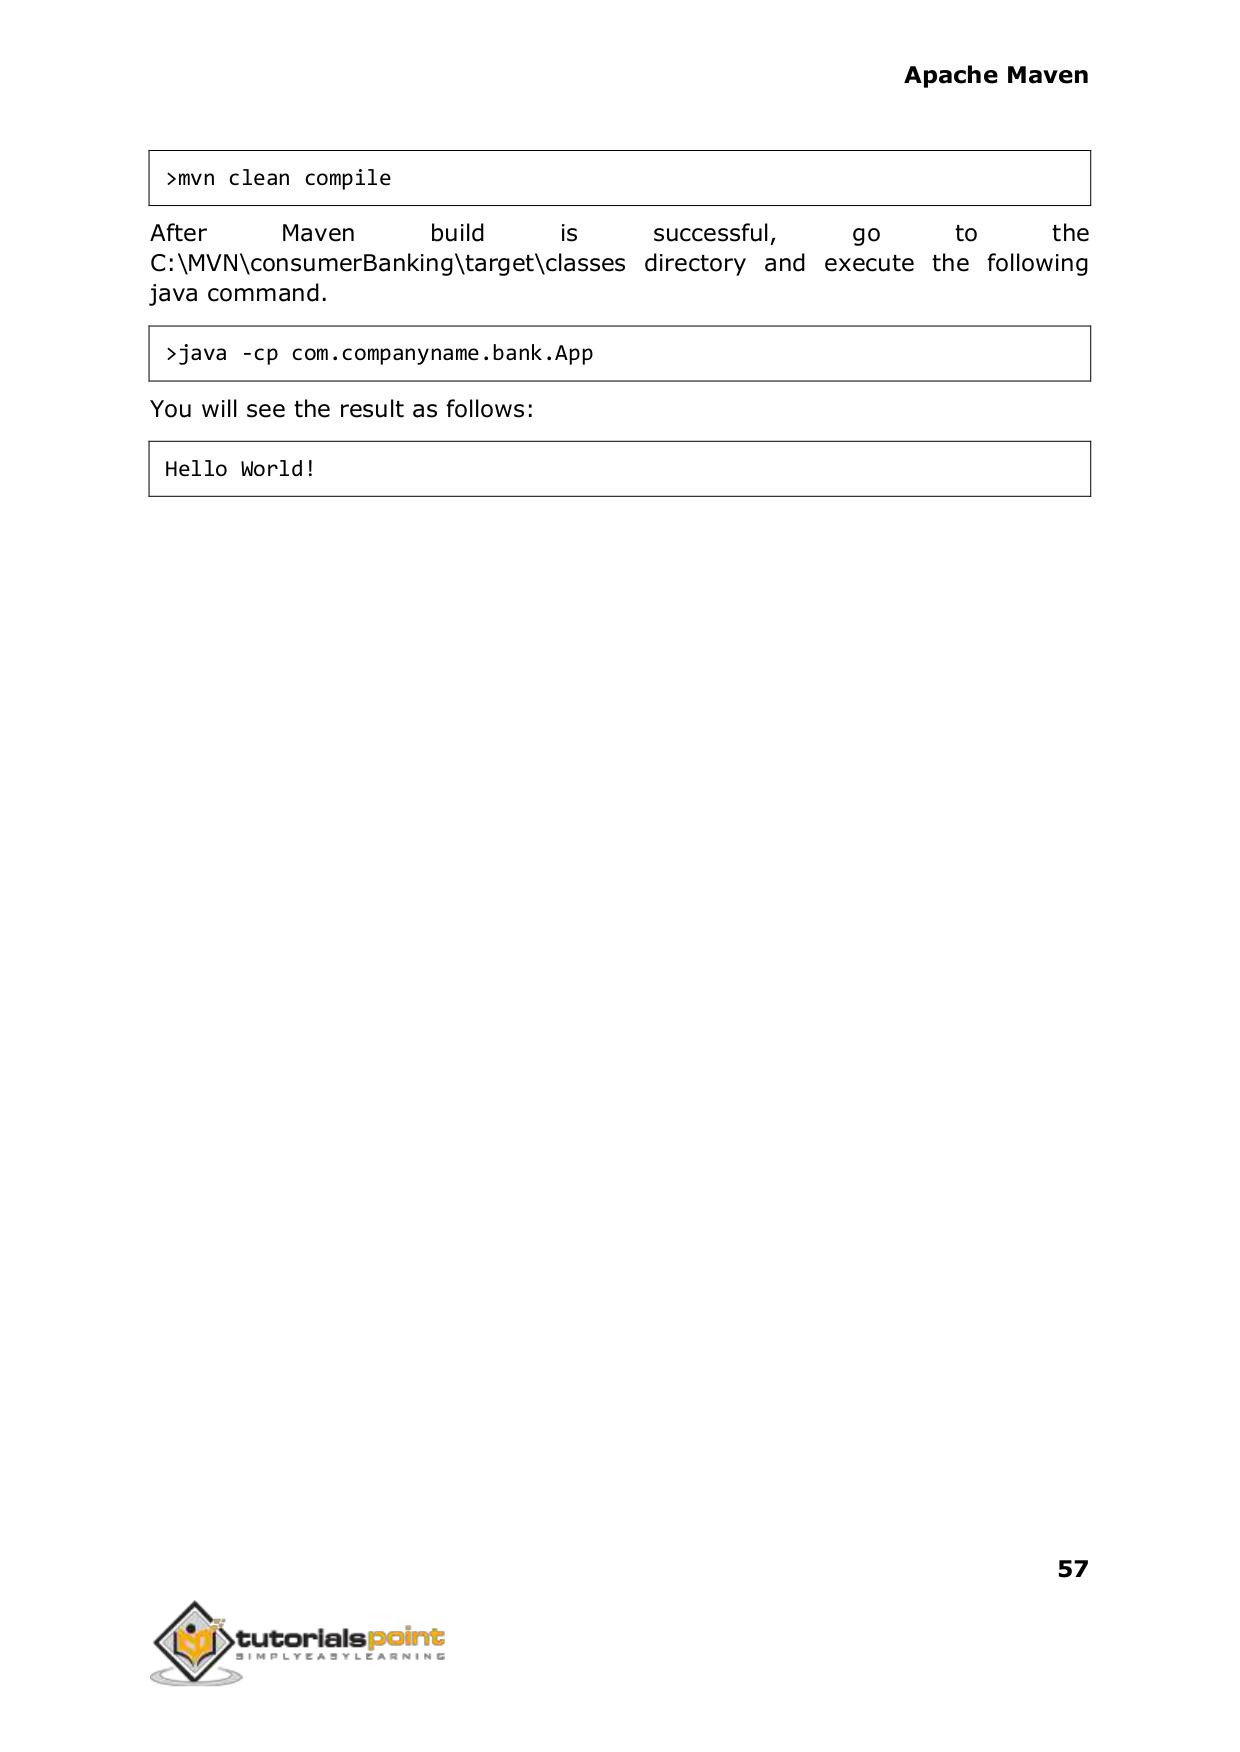 Apache Maven
>mvn clean compile
After Maven build is successful, go to the
C:\MVN\consumerBanking\target\classes directory and execute the following
java command.
>java -cp com.companyname.bank.App
You will see the result as follows:
Hello World!
57
tutorialspoint
SIMPLYEASYLEARNING